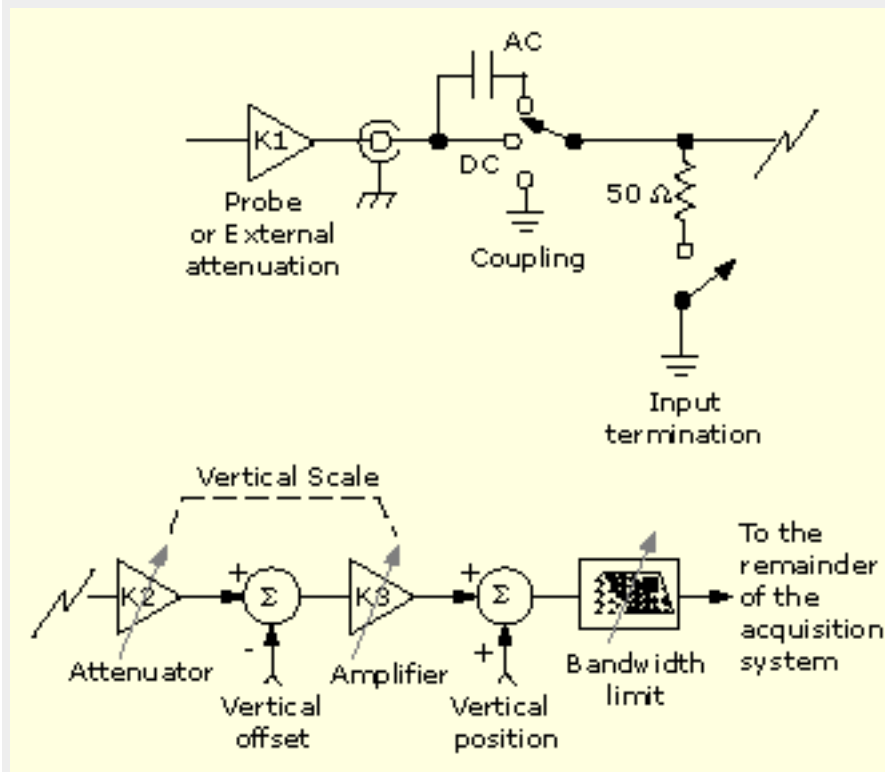 AC
K1
DC
50 Ω
Probe
or External
attenuation
Coupling
Input
termination
Vertical Scale
To the
remainder
of the
acquisition
system
K2
+
Σ
K3
+
Σ
-
+
Attenuator
Amplifier
Bandwidth
limit
Vertical
offset
Vertical
position